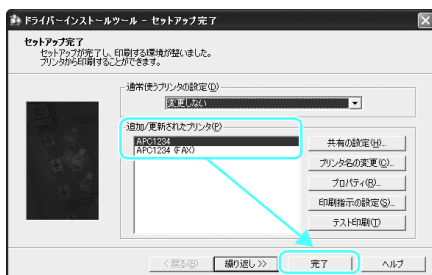 ドライバーインストールツール - セットアップ完了
セットアップ完了
セットアップが完了し、印刷する環境が整いました。
プリンタから印刷することができます。
通常使うプリンタの設定(D)
変更しない
追加/更新されたプリンタ(P)
APC1234
APC1234 (FAX)
共有の設定(H)...
プリンタ名の変更(C)...
プロパティ(R)...
印刷指示の設定(S)...
テスト印刷(T)
< 戻る(B)
繰り返し >>
完了
ヘルプ